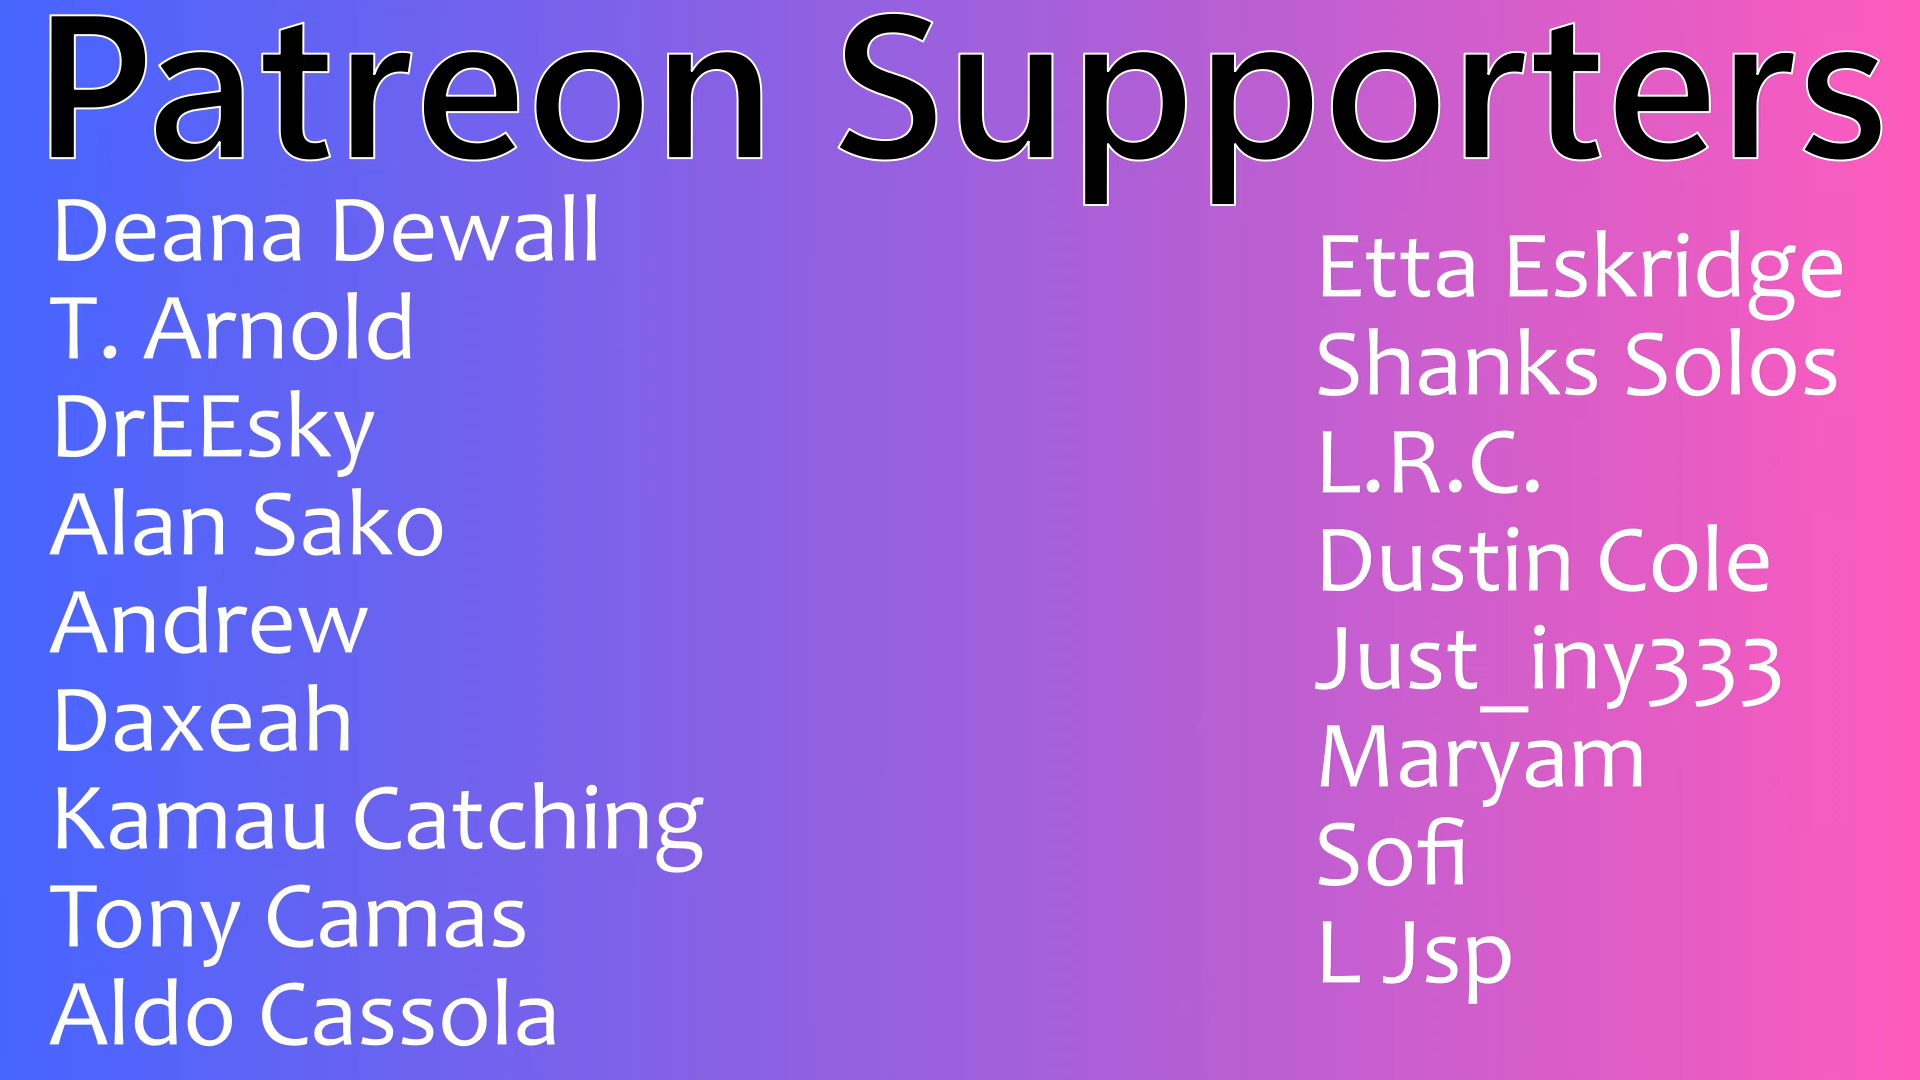 Patreon Supporters
Deana Dewall
T. Arnold
DrEEsky
Alan Sako
Andrew
Daxeah
Kamau Catching
Tony Camas
Aldo Cassola
Etta Eskridge
Shanks Solos
L.R.C.
Dustin Cole
Just_iny333
Maryam
Sofi
L Jsp